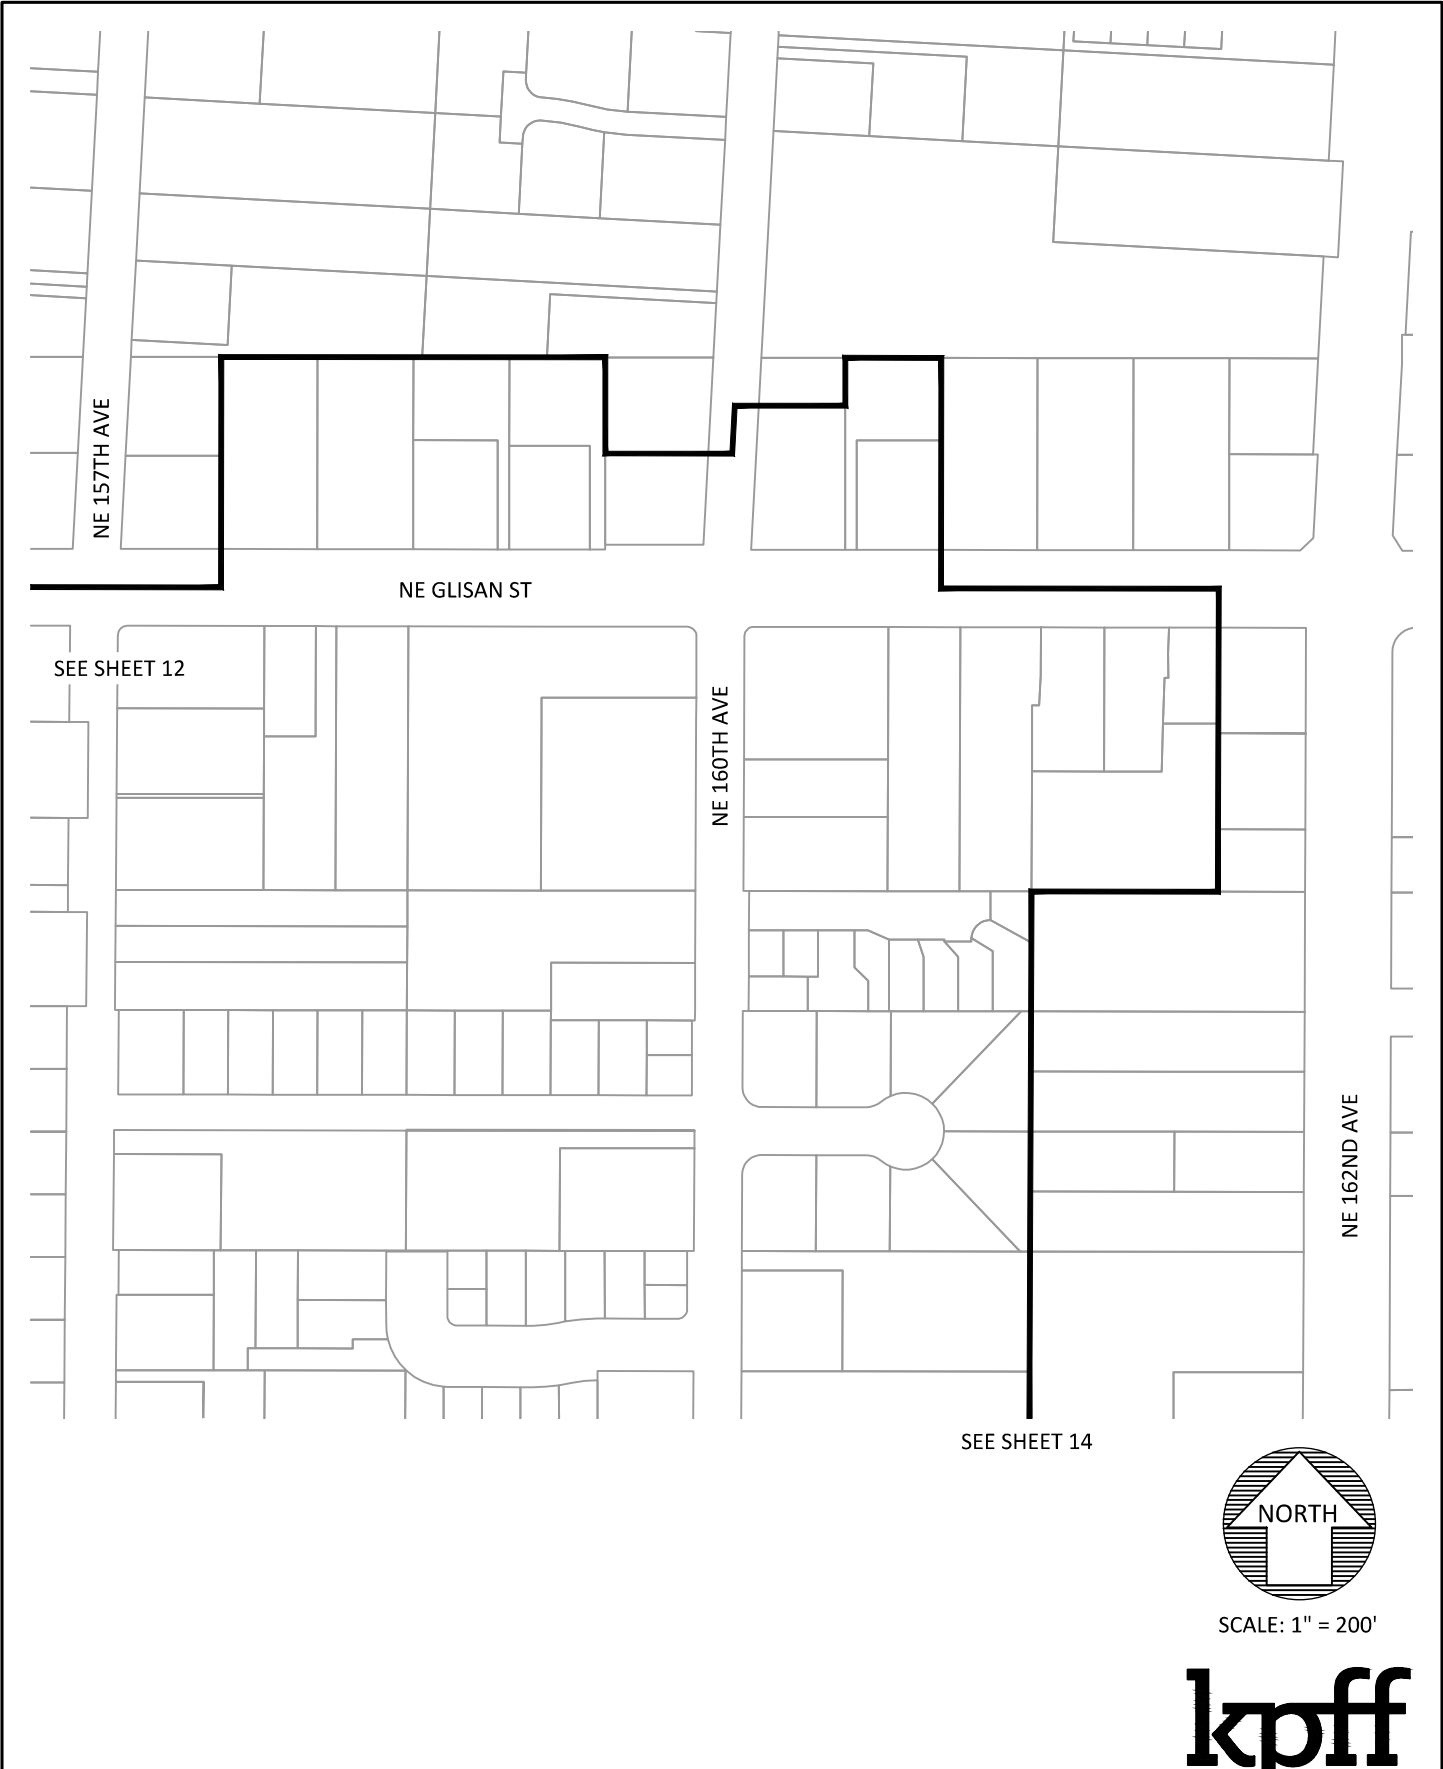 NE 157TH AVE
NE GLISAN ST
SEE SHEET 12
NE 160TH AVE
NE 162ND AVE
SEE SHEET 14
NORTH
SCALE: 1" = 200'
kpff